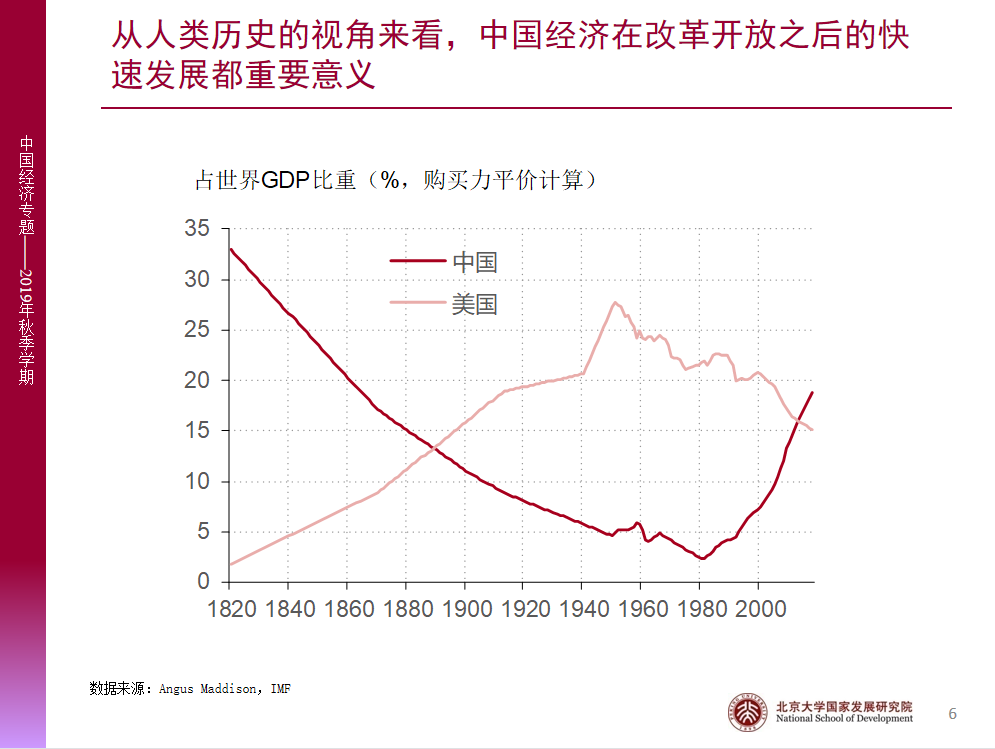 从人类历史的视角来看，中国经济在改革开放之后的快
速发展都重要意义
中国经济专题——2019年秋季学期
占世界GDP比重（%，购买力平价计算）
35
30
25
20
15
10
5
0
中国
美国
1820 1840 1860 1880 1900 1920 1940 1960 1980 2000
数据来源：Angus Maddison，IMF
北京大学国家发展研究院
National School of Development
6